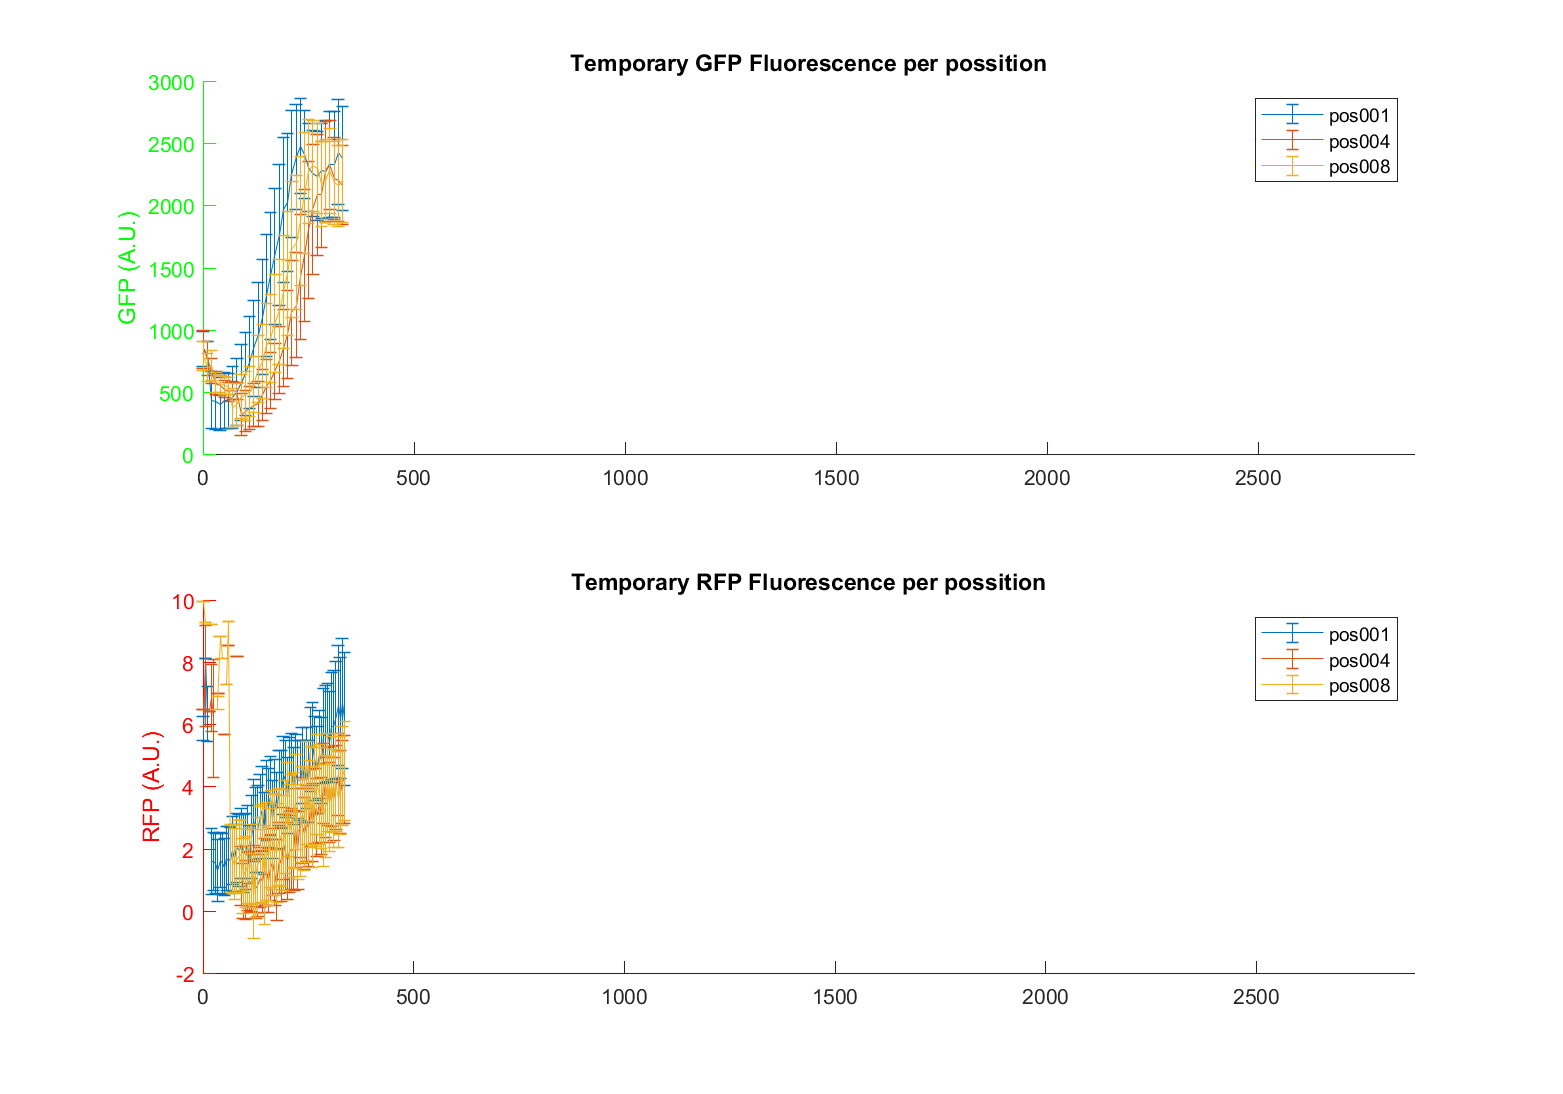 Temporary GFP Fluorescence per possition
3000
2500
2000
1500
1000
500
0
GFP (A.U.)
0 500 1000 1500 2000 2500
pos001
pos004
pos008
Temporary RFP Fluorescence per possition
10
8
6
4
2
0
-2
RFP (A.U.)
0 500 1000 1500 2000 2500
pos001
pos004
pos008